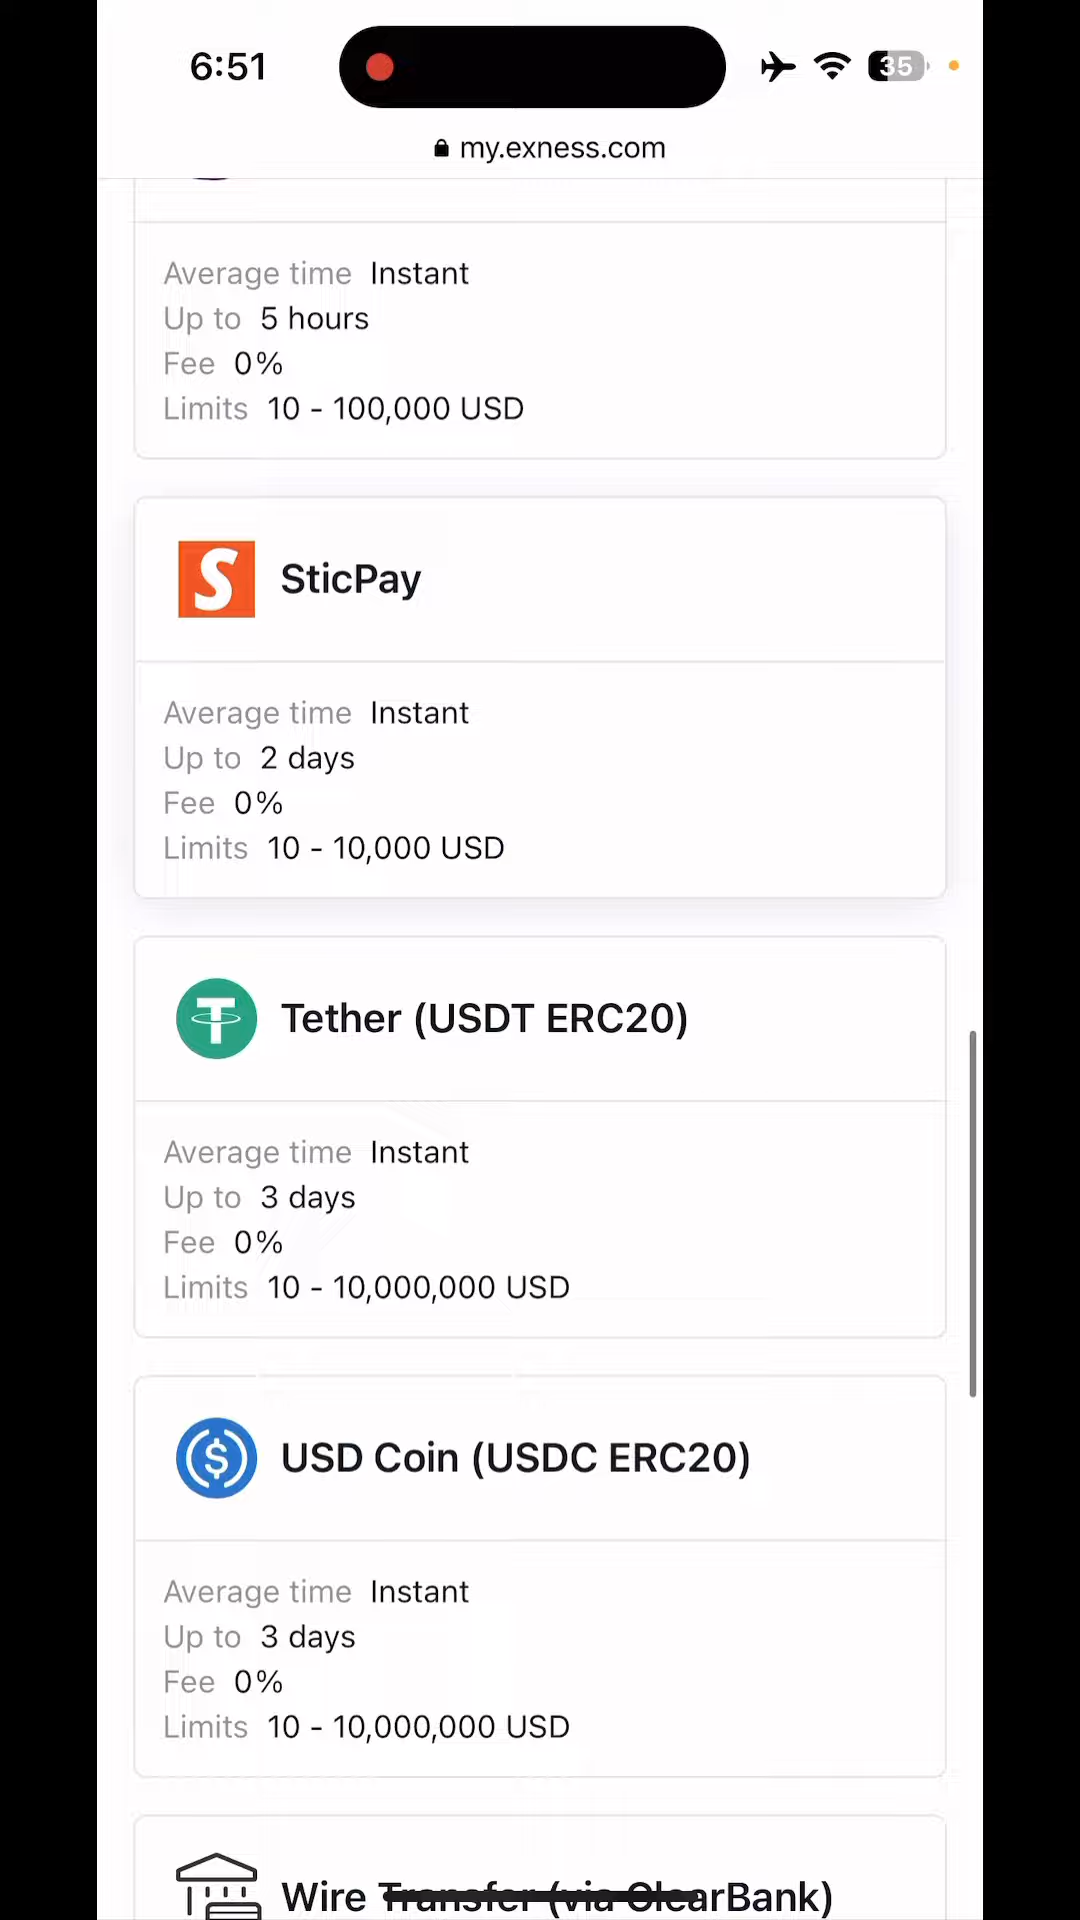 6:51
35
my.exness.com
Average time Instant
Up to 5 hours
Fee 0%
Limits 10 - 100,000 USD
SticPay
Average time Instant
Up to 2 days
Fee 0%
Limits 10 - 10,000 USD
Tether (USDT ERC20)
Average time Instant
Up to 3 days
Fee 0%
Limits 10 - 10,000,000 USD
USD Coin (USDC ERC20)
Average time Instant
Up to 3 days
Fee 0%
Limits 10 - 10,000,000 USD
Wire Transfer (via ClearBank)